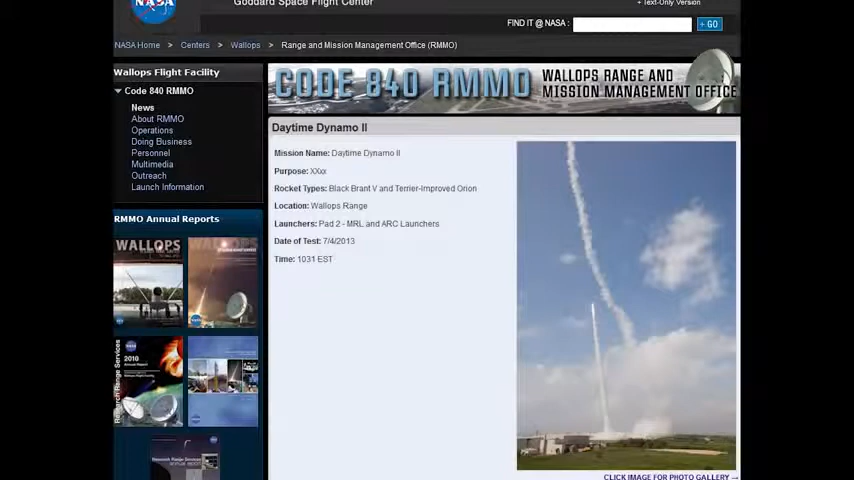 NASA
Goddard Space Flight Center
+ Text-Only Version
FIND IT @ NASA :
+ GO
NASA Home > Centers > Wallops > Range and Mission Management Office (RMMO)
Wallops Flight Facility
Code 840 RMMO
News
About RMMO
Operations
Doing Business
Personnel
Multimedia
Outreach
Launch Information
RMMO Annual Reports
WALLOPS
WALLOPS
2010
Research Range Services
CODE 840 RMMO
WALLOPS RANGE AND
MISSION MANAGEMENT OFFICE
Daytime Dynamo II
Mission Name: Daytime Dynamo II
Purpose: XXxx
Rocket Types: Black Brant V and Terrier-Improved Orion
Location: Wallops Range
Launchers: Pad 2 - MRL and ARC Launchers
Date of Test: 7/4/2013
Time: 1031 EST
CLICK IMAGE FOR PHOTO GALLERY →